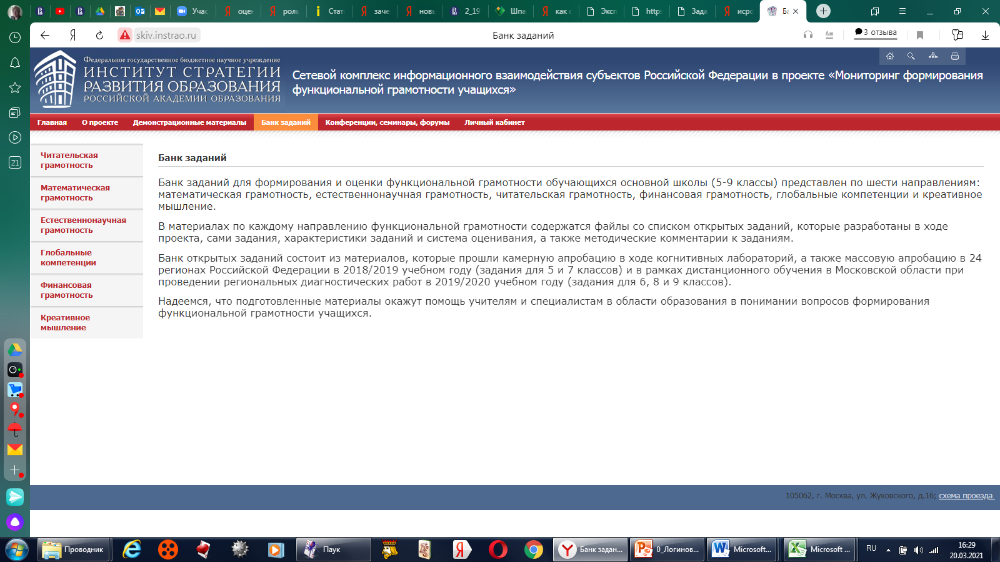 Учас
оцен
роль
Стат
заче
новы
2_19
Шпа
как с
Эксп
https
Зада
испо
Ба
skiv.instrao.ru
Банк заданий
3 отзыва
Федеральное государственное бюджетное научное учреждение
ИНСТИТУТ СТРАТЕГИИ
РАЗВИТИЯ ОБРАЗОВАНИЯ
РОССИЙСКОЙ АКАДЕМИИ ОБРАЗОВАНИЯ
Сетевой комплекс информационного взаимодействия субъектов Российской Федерации в проекте «Мониторинг формирования
функциональной грамотности учащихся»
Главная О проекте Демонстрационные материалы Банк заданий Конференции, семинары, форумы Личный кабинет
21
Читательская
грамотность
Математическая
грамотность
Естественнонаучная
грамотность
Глобальные
компетенции
Финансовая
грамотность
Креативное
мышление
Банк заданий
Банк заданий для формирования и оценки функциональной грамотности обучающихся основной школы (5-9 классы) представлен по шести направлениям:
математическая грамотность, естественнонаучная грамотность, читательская грамотность, финансовая грамотность, глобальные компетенции и креативное
мышление.
В материалах по каждому направлению функциональной грамотности содержатся файлы со списком открытых заданий, которые разработаны в ходе
проекта, сами задания, характеристики заданий и система оценивания, а также методические комментарии к заданиям.
Банк открытых заданий состоит из материалов, которые прошли камерную апробацию в ходе когнитивных лабораторий, а также массовую апробацию в 24
регионах Российской Федерации в 2018/2019 учебном году (задания для 5 и 7 классов) и в рамках дистанционного обучения в Московской области при
проведении региональных диагностических работ в 2019/2020 учебном году (задания для 6, 8 и 9 классов).
Надеемся, что подготовленные материалы окажут помощь учителям и специалистам в области образования в понимании вопросов формирования
функциональной грамотности учащихся.
105062, г. Москва, ул. Жуковского, д.16; схема проезда
Проводник
Паук
Банк задан...
0_Логинов...
Microsoft...
Microsoft ...
RU
16:29
20.03.2021